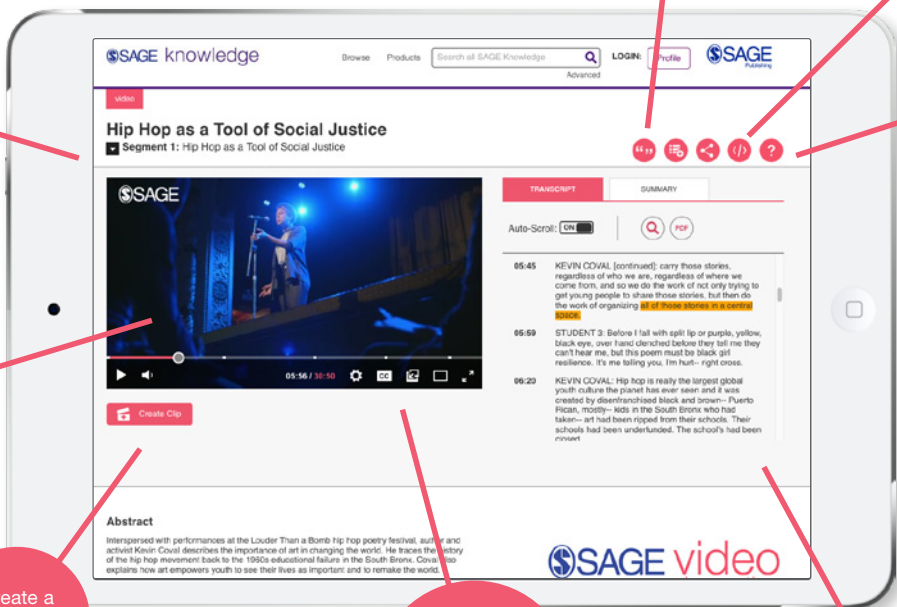 SAGE knowledge
Browse Products Search all SAGE Knowledge LOGIN: Profile SAGE
Publishing
Advanced
video
Hip Hop as a Tool of Social Justice
Segment 1: Hip Hop as a Tool of Social Justice
“ ” </> ?
SAGE
TRANSCRIPT SUMMARY
Auto-Scroll: ON PDF
05:45 KEVIN COVAL [continued]: carry those stories,
regardless of who we are, regardless of where we
come from, and so we do the work of not only trying to
get young people to share those stories, but then do
the work of organizing all of those stories in a central
space.
05:59 STUDENT 3: Before I fall with split lip or purple, yellow,
black eye, over hand clenched before they tell me they
can't hear me, but this poem must be black girl
resilience. It's me telling you, I'm hurt-- right cross.
06:20 KEVIN COVAL: Hip hop is really the largest global
youth culture the planet has ever seen and it was
created by disenfranchised black and brown-- Puerto
Rican, mostly-- kids in the South Bronx who had
taken-- art had been ripped from their schools. Their
schools had been underfunded. The school's had been
closed
05:56 / 30:50 CC
Create Clip
Abstract
Interspersed with performances at the Louder Than a Bomb hip hop poetry festival, author and
activist Kevin Coval describes the importance of art in changing the world. He traces the history
of the hip hop movement back to the 1960s educational failure in the South Bronx. Coval also
explains how art empowers youth to see their lives as important and to remake the world.
SAGE video
eate a